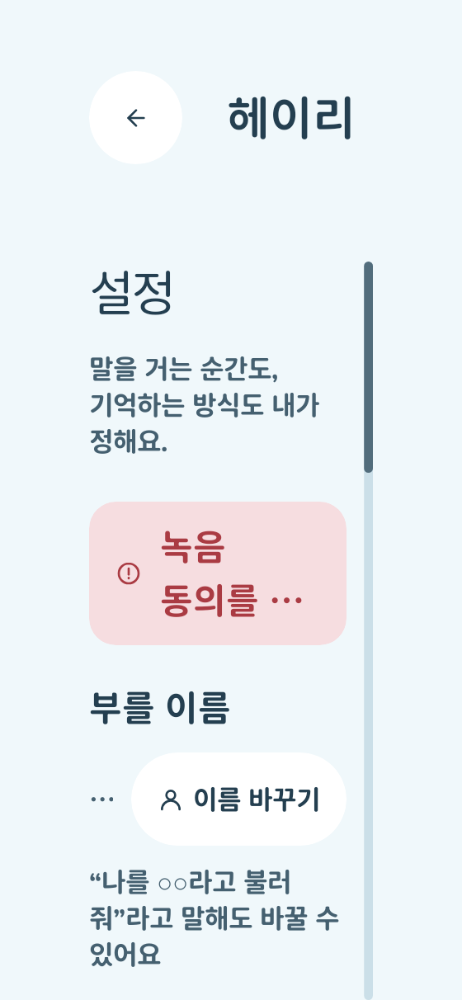 헤이리
설정
말을 거는 순간도,
기억하는 방식도 내가
정해요.
녹음
동의를 …
부를 이름
… 이름 바꾸기
“나를 ○○라고 불러
줘”라고 말해도 바꿀 수
있어요